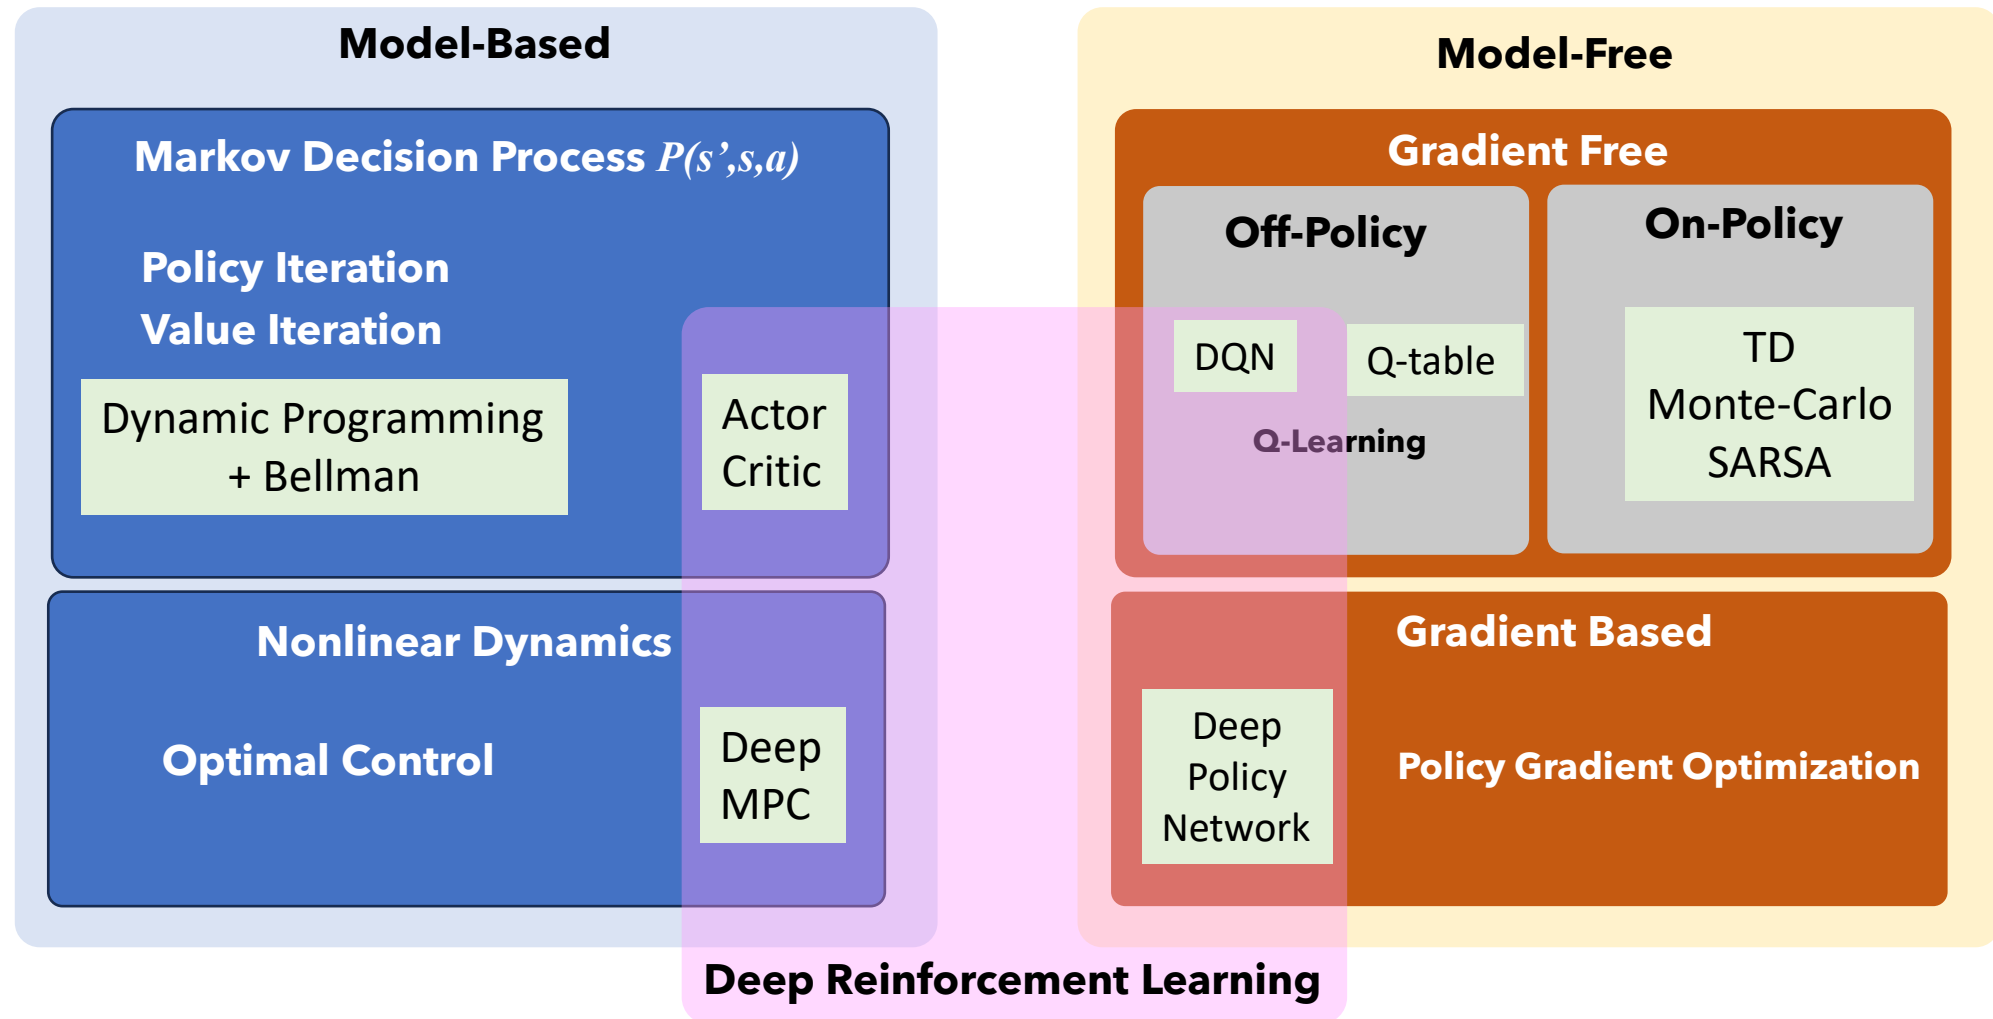 Model-Based
Markov Decision Process P(s’,s,a)
Policy Iteration
Value Iteration
Dynamic Programming
+ Bellman
Actor
Critic
Nonlinear Dynamics
Optimal Control
Deep
MPC
Model-Free
Gradient Free
Off-Policy
DQN
Q-table
Q-Learning
On-Policy
TD
Monte-Carlo
SARSA
Gradient Based
Deep
Policy
Network
Policy Gradient Optimization
Deep Reinforcement Learning